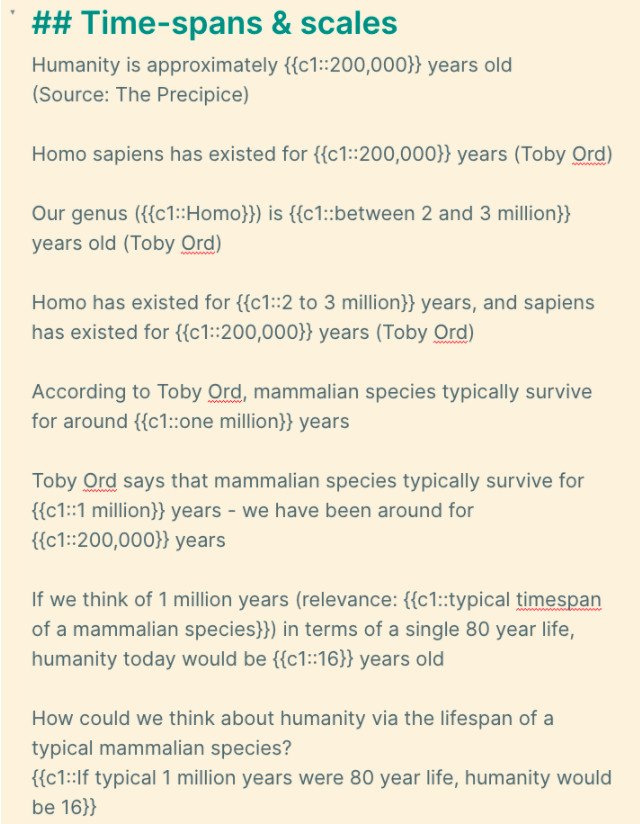 ## Time-spans & scales
Humanity is approximately {{c1::200,000}} years old
(Source: The Precipice)
Homo sapiens has existed for {{c1::200,000}} years (Toby Ord)
Our genus ({{c1::Homo}}) is {{c1::between 2 and 3 million}}
years old (Toby Ord)
Homo has existed for {{c1::2 to 3 million}} years, and sapiens
has existed for {{c1::200,000}} years (Toby Ord)
According to Toby Ord, mammalian species typically survive
for around {{c1::one million}} years
Toby Ord says that mammalian species typically survive for
{{c1::1 million}} years - we have been around for
{{c1::200,000}} years
If we think of 1 million years (relevance: {{c1::typical timespan
of a mammalian species}}) in terms of a single 80 year life,
humanity today would be {{c1::16}} years old
How could we think about humanity via the lifespan of a
typical mammalian species?
{{c1::If typical 1 million years were 80 year life, humanity would
be 16}}